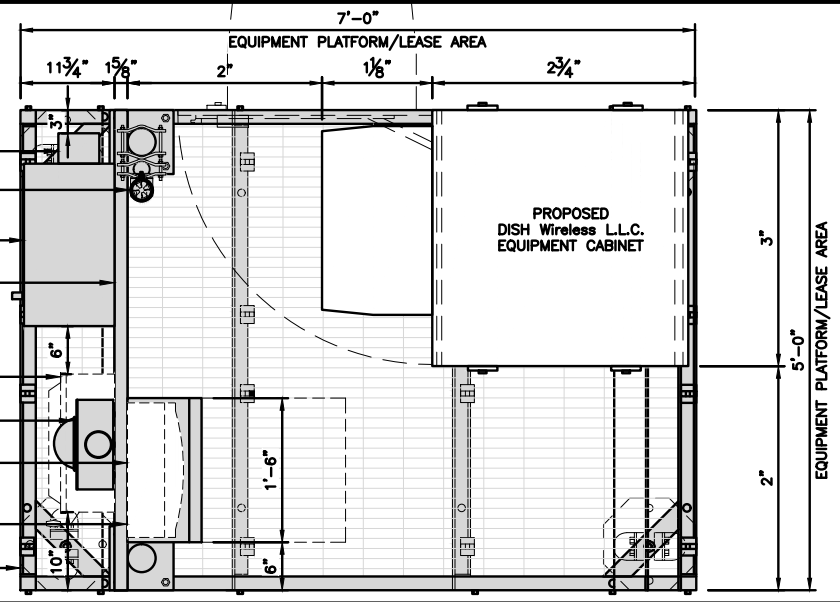 7'-0"
EQUIPMENT PLATFORM/LEASE AREA
11¾" 1⅝" 2" 1⅛" 2¾"
3"
PROPOSED
DISH Wireless L.L.C.
EQUIPMENT CABINET
3"
5'-0"
EQUIPMENT PLATFORM/LEASE AREA
6"
1'-6"
2"
10"
6"